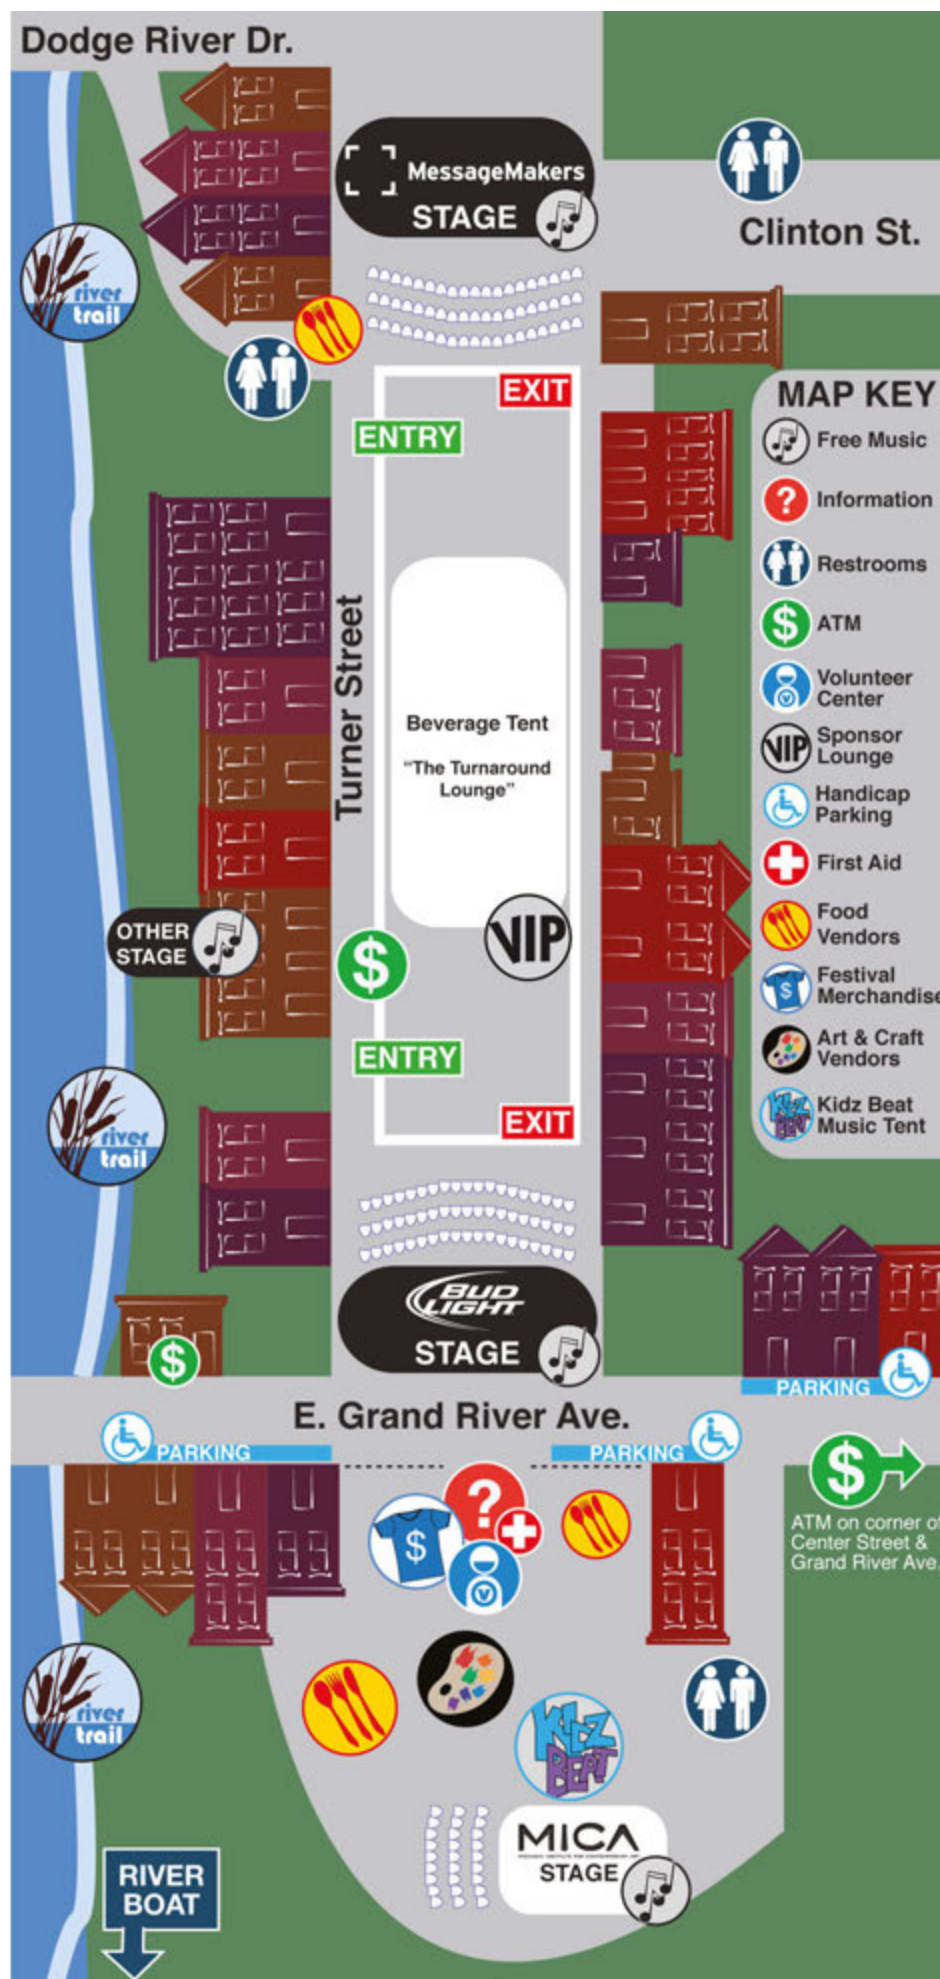 Dodge River Dr.
MessageMakers
STAGE
Clinton St.
river
trail
EXIT
ENTRY
MAP KEY
Free Music
?
Information
Restrooms
$
ATM
Volunteer
Center
VIP
Sponsor
Lounge
Handicap
Parking
First Aid
Food
Vendors
$
Festival
Merchandise
Art & Craft
Vendors
KIDZ
BEAT
Kidz Beat
Music Tent
Turner Street
Beverage Tent
“The Turnaround
Lounge”
OTHER
STAGE
VIP
$
ENTRY
EXIT
river
trail
BUD
LIGHT
STAGE
$
PARKING
E. Grand River Ave.
PARKING
PARKING
$
ATM on corner of
Center Street &
Grand River Ave.
?
$
V
river
trail
KIDZ
BEAT
MICA
STAGE
RIVER
BOAT